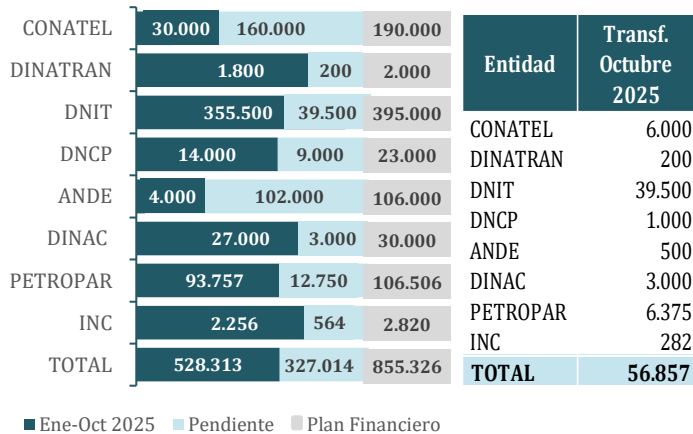 CONATEL 30.000 160.000 190.000
DINATRAN 1.800 200 2.000
DNIT 355.500 39.500 395.000
DNCP 14.000 9.000 23.000
ANDE 4.000 102.000 106.000
DINAC 27.000 3.000 30.000
PETROPAR 93.757 12.750 106.506
INC 2.256 564 2.820
TOTAL 528.313 327.014 855.326
Ene-Oct 2025 Pendiente Plan Financiero
Entidad Transf. Octubre 2025
CONATEL 6.000
DINATRAN 200
DNIT 39.500
DNCP 1.000
ANDE 500
DINAC 3.000
PETROPAR 6.375
INC 282
TOTAL 56.857